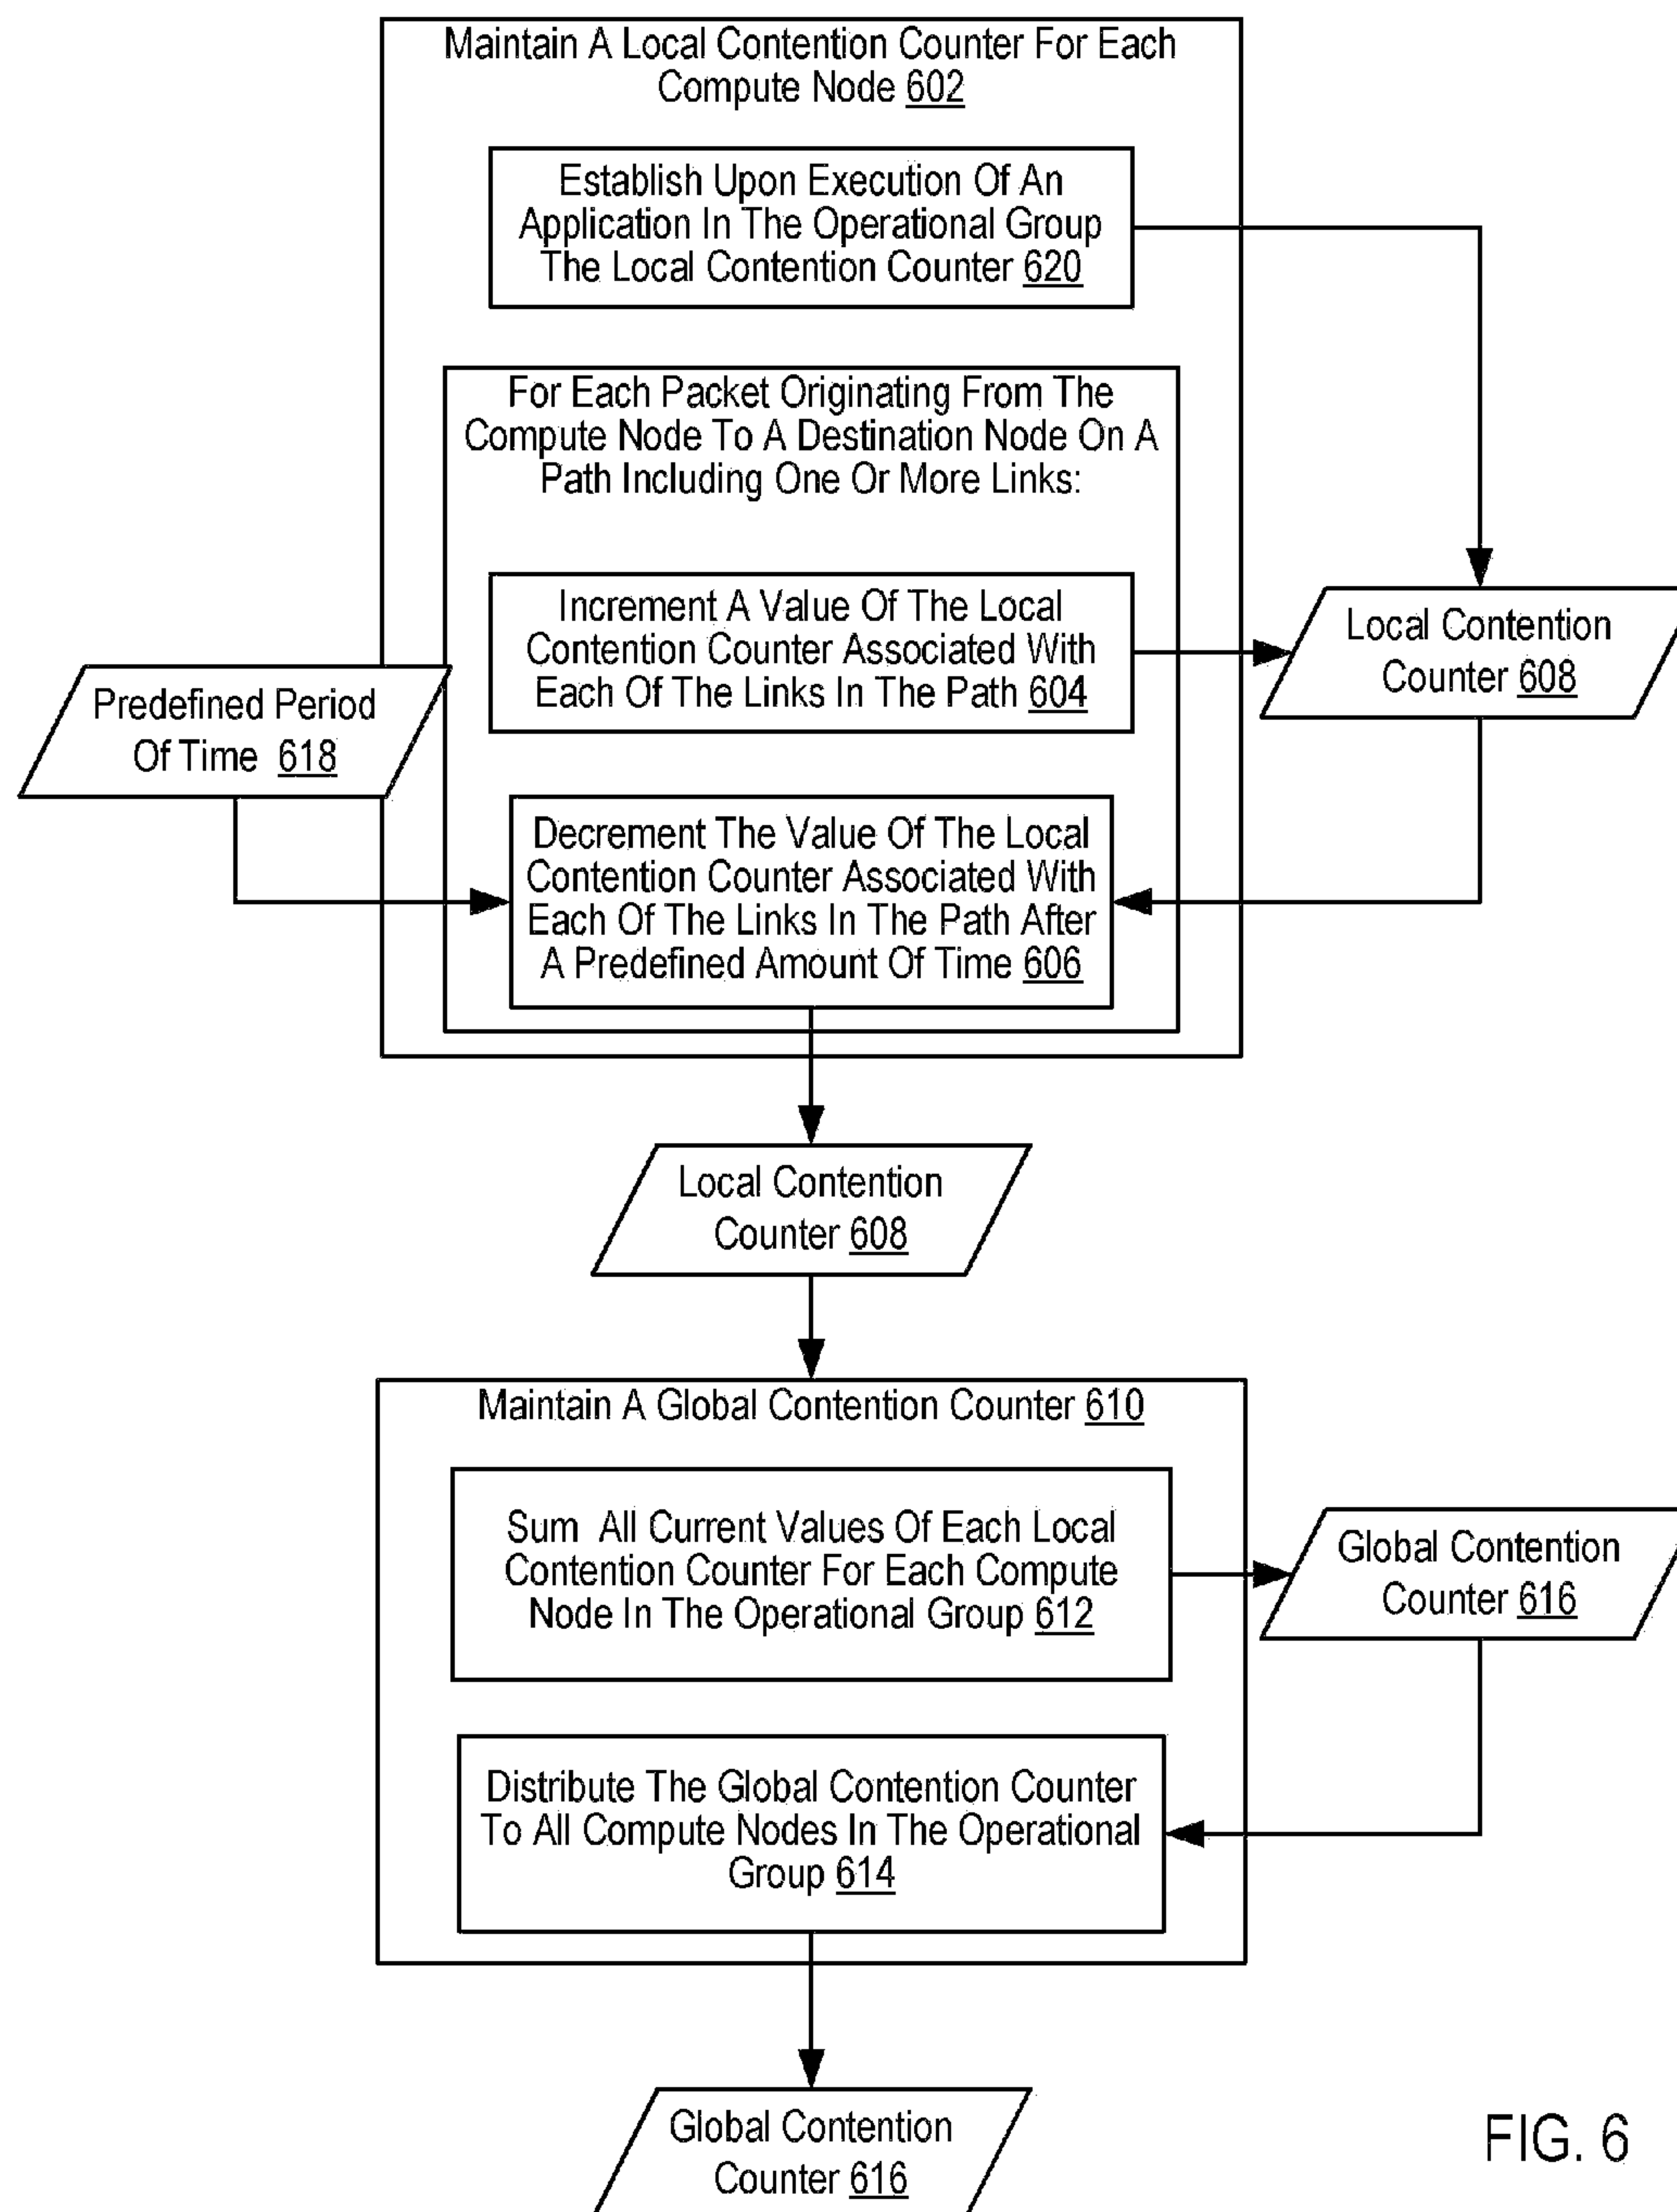 Maintain A Local Contention Counter For Each
Compute Node 602
Establish Upon Execution Of An
Application In The Operational Group
The Local Contention Counter 620
For Each Packet Originating From The
Compute Node To A Destination Node On A
Path Including One Or More Links:
Increment A Value Of The Local
Contention Counter Associated With
Each Of The Links In The Path 604
Local Contention
Counter 608
Predefined Period
Of Time 618
Decrement The Value Of The Local
Contention Counter Associated With
Each Of The Links In The Path After
A Predefined Amount Of Time 606
Local Contention
Counter 608
Maintain A Global Contention Counter 610
Sum All Current Values Of Each Local
Contention Counter For Each Compute
Node In The Operational Group 612
Global Contention
Counter 616
Distribute The Global Contention Counter
To All Compute Nodes In The Operational
Group 614
Global Contention
Counter 616
FIG. 6